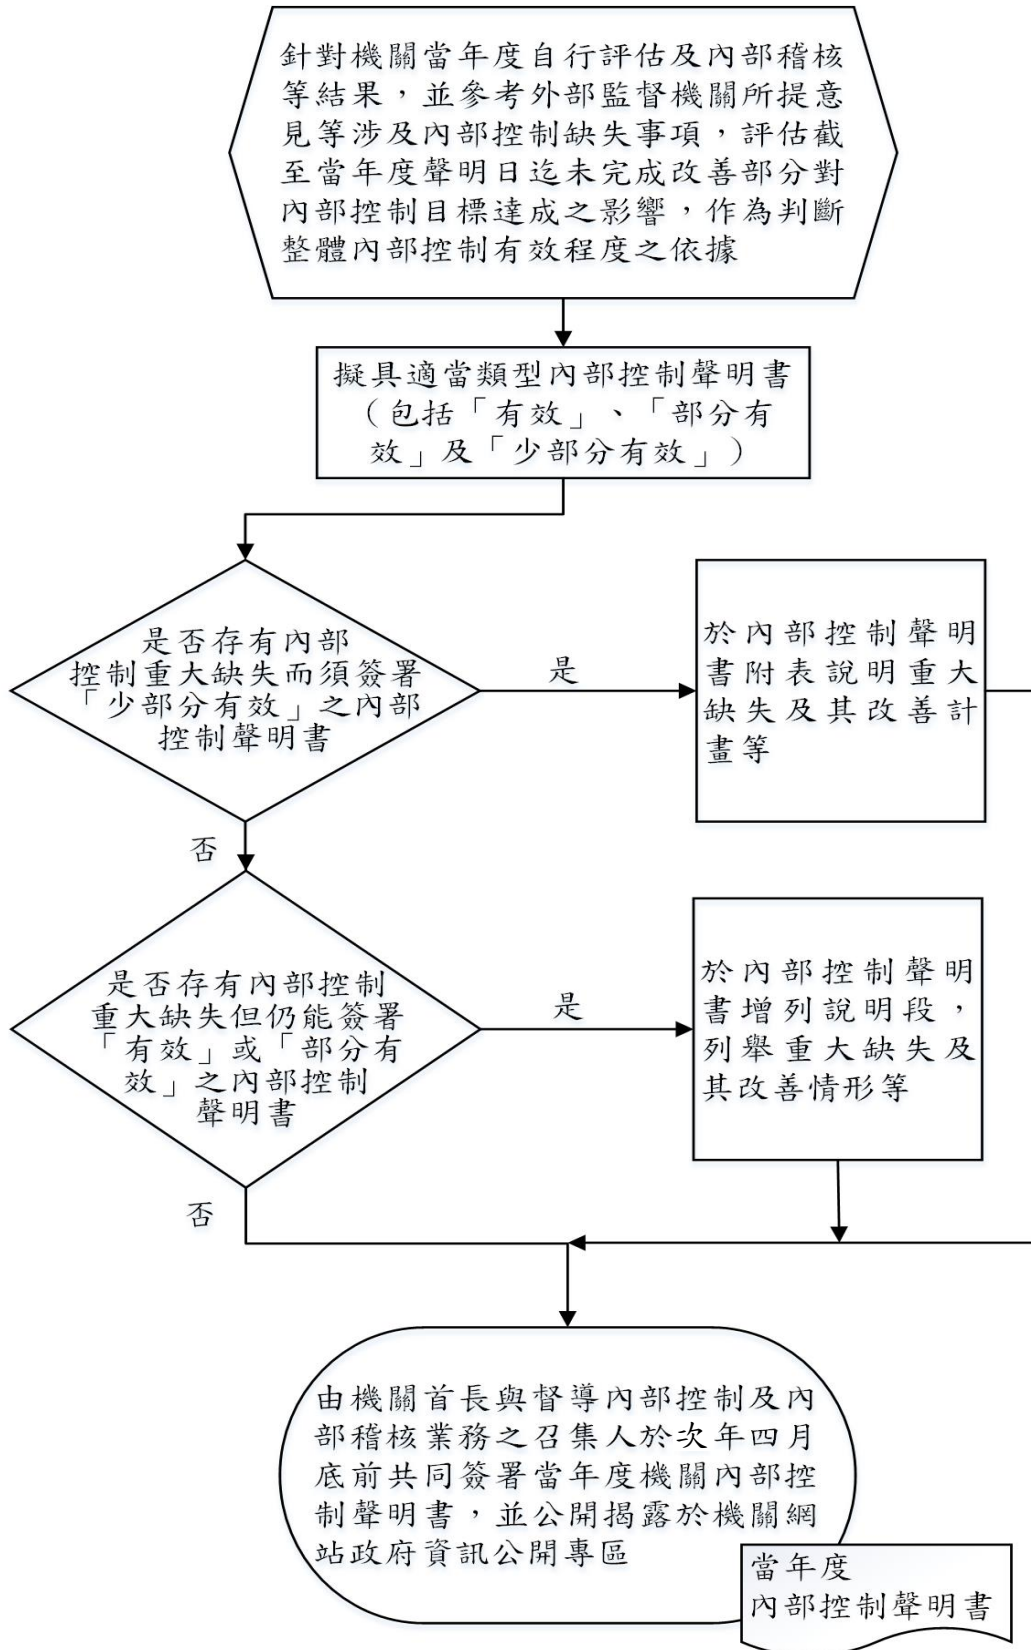 針對機關當年度自行評估及內部稽核
等結果，並參考外部監督機關所提意
見等涉及內部控制缺失事項，評估截
至當年度聲明日迄未完成改善部分對
內部控制目標達成之影響，作為判斷
整體內部控制有效程度之依據
擬具適當類型內部控制聲明書
（包括「有效」、「部分有
效」及「少部分有效」）
是否存有內部
控制重大缺失而須簽署
「少部分有效」之內部
控制聲明書
是
於內部控制聲明
書附表說明重大
缺失及其改善計
畫等
否
是否存有內部控制
重大缺失但仍能簽署
「有效」或「部分有
效」之內部控制
聲明書
是
於內部控制聲明
書增列說明段，
列舉重大缺失及
其改善情形等
否
由機關首長與督導內部控制及內
部稽核業務之召集人於次年四月
底前共同簽署當年度機關內部控
制聲明書，並公開揭露於機關網
站政府資訊公開專區
當年度
內部控制聲明書